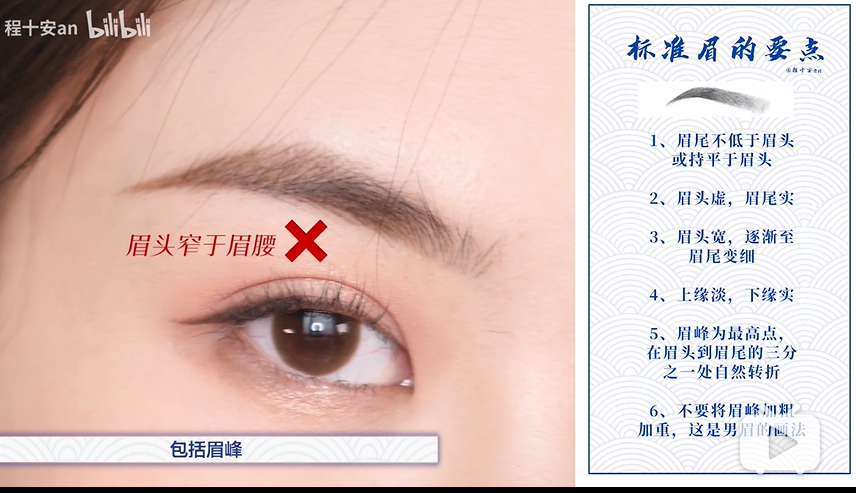 程十安an bilibili
眉头窄于眉腰
包括眉峰
标准眉的要点
1、眉尾不低于眉头
或持平于眉头
2、眉头虚，眉尾实
3、眉头宽，逐渐至
眉尾变细
4、上缘淡，下缘实
5、眉峰为最高点，
在眉头到眉尾的三分
之一处自然转折
6、不要将眉峰加粗
加重，这是男眉的画法